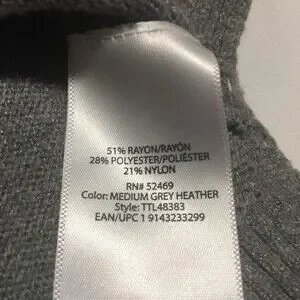 51% RAYON/RAYÓN
28% POLYESTER/POLIÉSTER
21% NYLON
RN# 52469
Color: MEDIUM GREY HEATHER
Style: TTL48383
EAN/UPC 1 9143233299